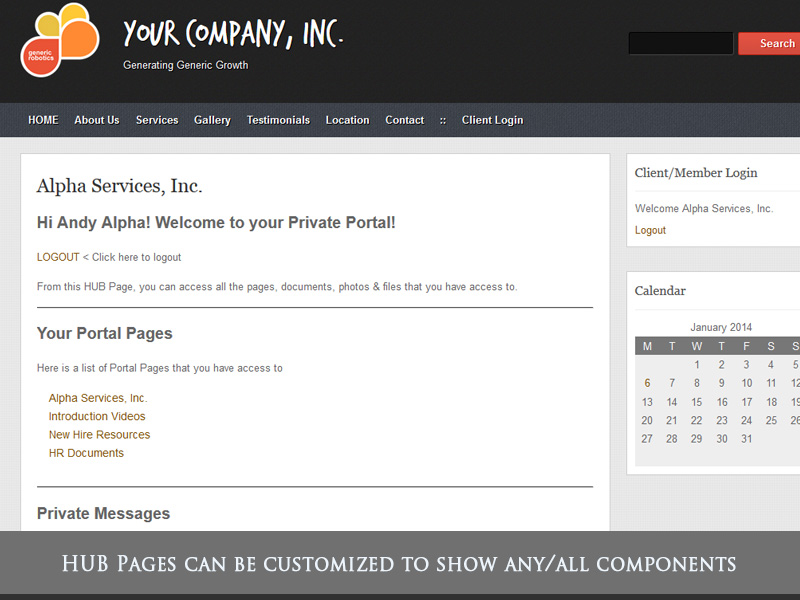 generic
robotics
YOUR COMPANY, INC.
Generating Generic Growth
Search
HOME About Us Services Gallery Testimonials Location Contact :: Client Login
Alpha Services, Inc.
Hi Andy Alpha! Welcome to your Private Portal!
LOGOUT < Click here to logout
From this HUB Page, you can access all the pages, documents, photos & files that you have access to.
Your Portal Pages
Here is a list of Portal Pages that you have access to
Alpha Services, Inc.
Introduction Videos
New Hire Resources
HR Documents
Private Messages
Client/Member Login
Welcome Alpha Services, Inc.
Logout
Calendar
January 2014
M T W T F S S
1 2 3 4 5
6 7 8 9 10 11 12
13 14 15 16 17 18 19
20 21 22 23 24 25 26
27 28 29 30 31
HUB Pages can be customized to show any/all components